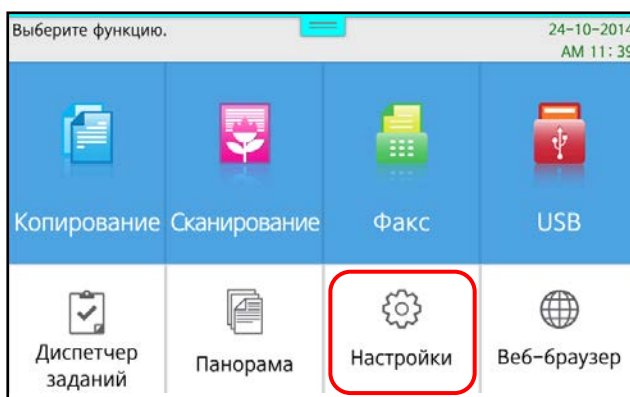 Выберите функцию.
24-10-2014
AM 11:39
Копирование
Сканирование
Факс
USB
Диспетчер
заданий
Панорама
Настройки
Веб-браузер